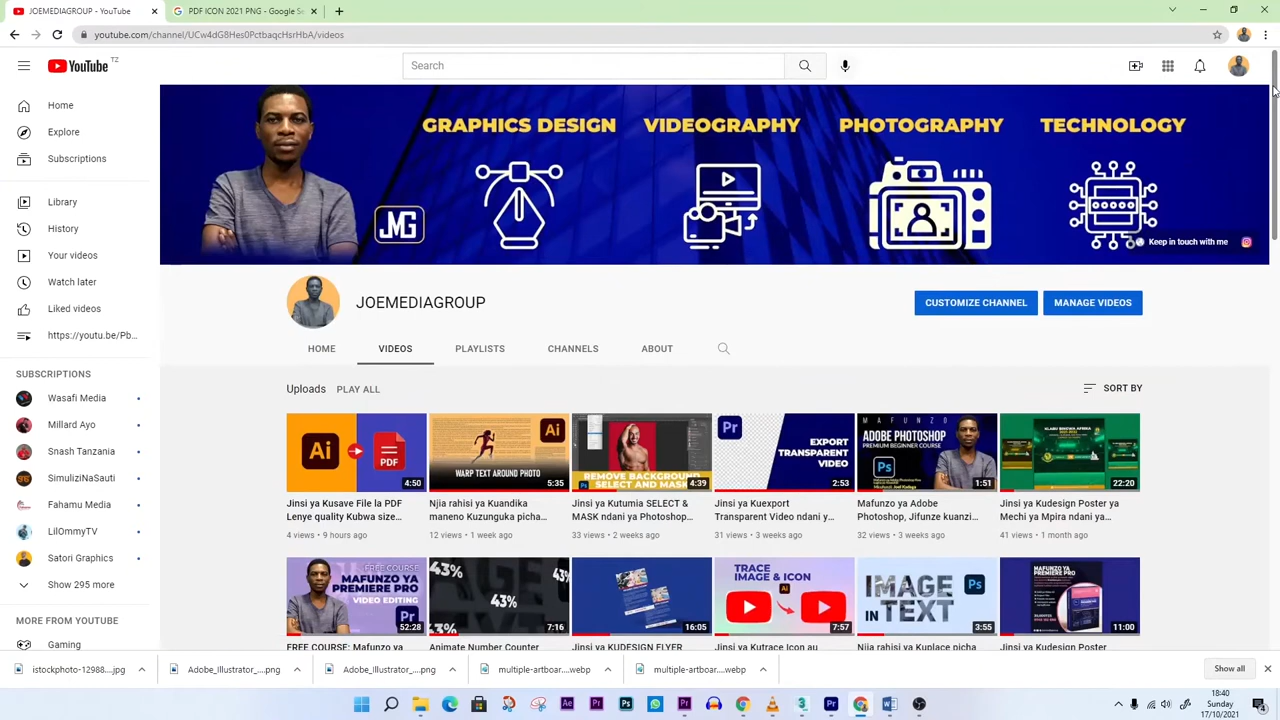 JOEMEDIAGROUP - YouTube
PDF ICON 2021 PNG - Google Se
youtube.com/channel/UCw4dG8Hes0PctbaqcHsrHbA/videos
YouTube TZ
Search
Home
Explore
Subscriptions
Library
History
Your videos
Watch later
Liked videos
https://youtu.be/Pb...
SUBSCRIPTIONS
Wasafi Media
Millard Ayo
Snash Tanzania
SimuliziNaSauti
Fahamu Media
LilOmmyTV
Satori Graphics
Show 295 more
MORE FROM YOUTUBE
Gaming
GRAPHICS DESIGN VIDEOGRAPHY PHOTOGRAPHY TECHNOLOGY
JMG
Keep in touch with me
JOEMEDIAGROUP
CUSTOMIZE CHANNEL
MANAGE VIDEOS
HOME VIDEOS PLAYLISTS CHANNELS ABOUT
Uploads PLAY ALL
SORT BY
Ai PDF
4:50
Jinsi ya Kusave File la PDF
Lenye quality Kubwa size...
4 views • 9 hours ago
Ai
WARP TEXT AROUND PHOTO
5:35
Njia rahisi ya Kuandika
maneno Kuzunguka picha...
12 views • 1 week ago
REMOVE BACKGROUND
SELECT AND MASK
4:39
Jinsi ya Kutumia SELECT &
MASK ndani ya Photoshop...
33 views • 2 weeks ago
Pr
EXPORT
TRANSPARENT
VIDEO
2:53
Jinsi ya Kuexport
Transparent Video ndani y...
31 views • 3 weeks ago
MAFUNZO
ADOBE PHOTOSHOP
PREMIUM BEGINNER COURSE
Ps
1:51
Mafunzo ya Adobe
Photoshop, Jifunze kuanzi...
32 views • 3 weeks ago
22:20
Jinsi ya Kudesign Poster ya
Mechi ya Mpira ndani ya...
41 views • 1 month ago
FREE COURSE
MAFUNZO YA
PREMIERE PRO
VIDEO EDITING
Pr
52:28
FREE COURSE: Mafunzo ya
43%
43%
43%
7:16
Animate Number Counter
16:05
Jinsi ya KUDESIGN FLYER
TRACE
IMAGE & ICON
Ai
7:57
Jinsi ya Kutrace Icon au
IMAGE
IN TEXT
Ps
3:55
Njia rahisi ya Kuplace picha
MAFUNZO YA
PREMIERE PRO
11:00
Jinsi ya Kudesign Poster
istockphoto-12988....jpg
Adobe_Illustrator_....png
Adobe_Illustrator_....png
multiple-artboar....webp
multiple-artboar....webp
Show all
Ae
Pr
Ps
Pr
Pr
18:40
Sunday
17/10/2021
4